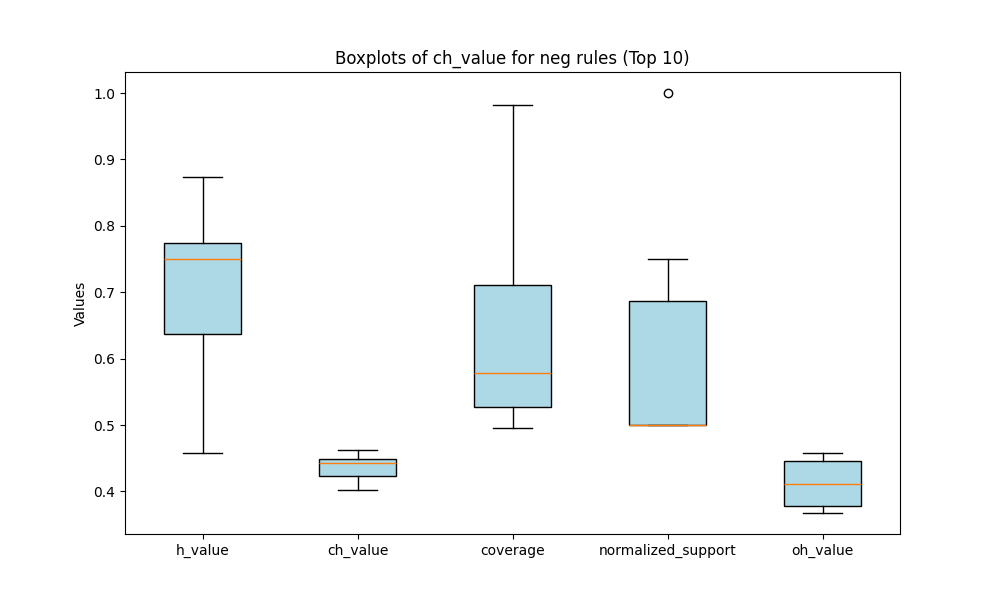 Boxplots of ch_value for neg rules (Top 10)
Values
1.0
0.9
0.8
0.7
0.6
0.5
0.4
h_value
ch_value
coverage
normalized_support
oh_value